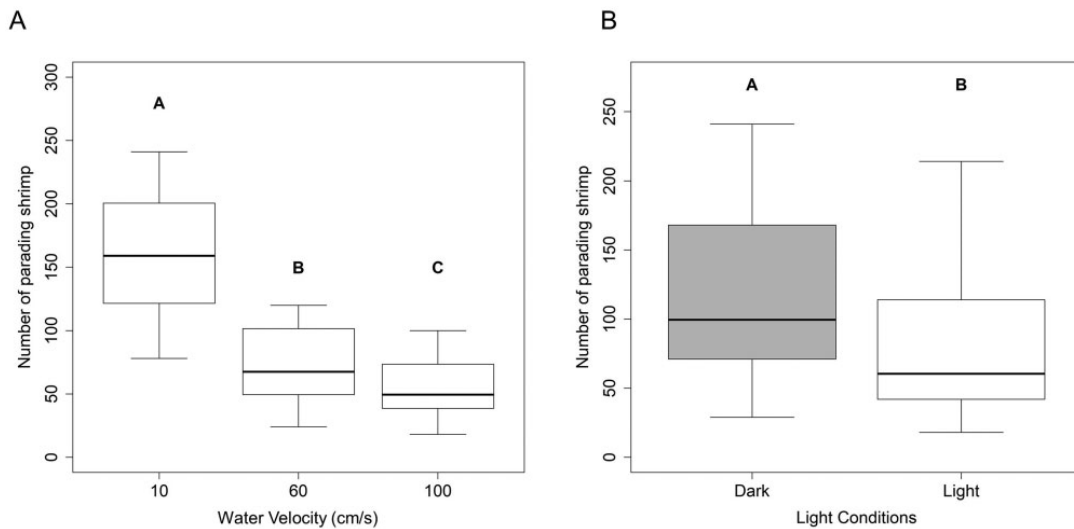 A
B
Number of parading shrimp
300
250
200
150
100
50
0
A
B
C
10
60
100
Water Velocity (cm/s)
Number of parading shrimp
250
200
150
100
50
0
A
B
Dark
Light
Light Conditions